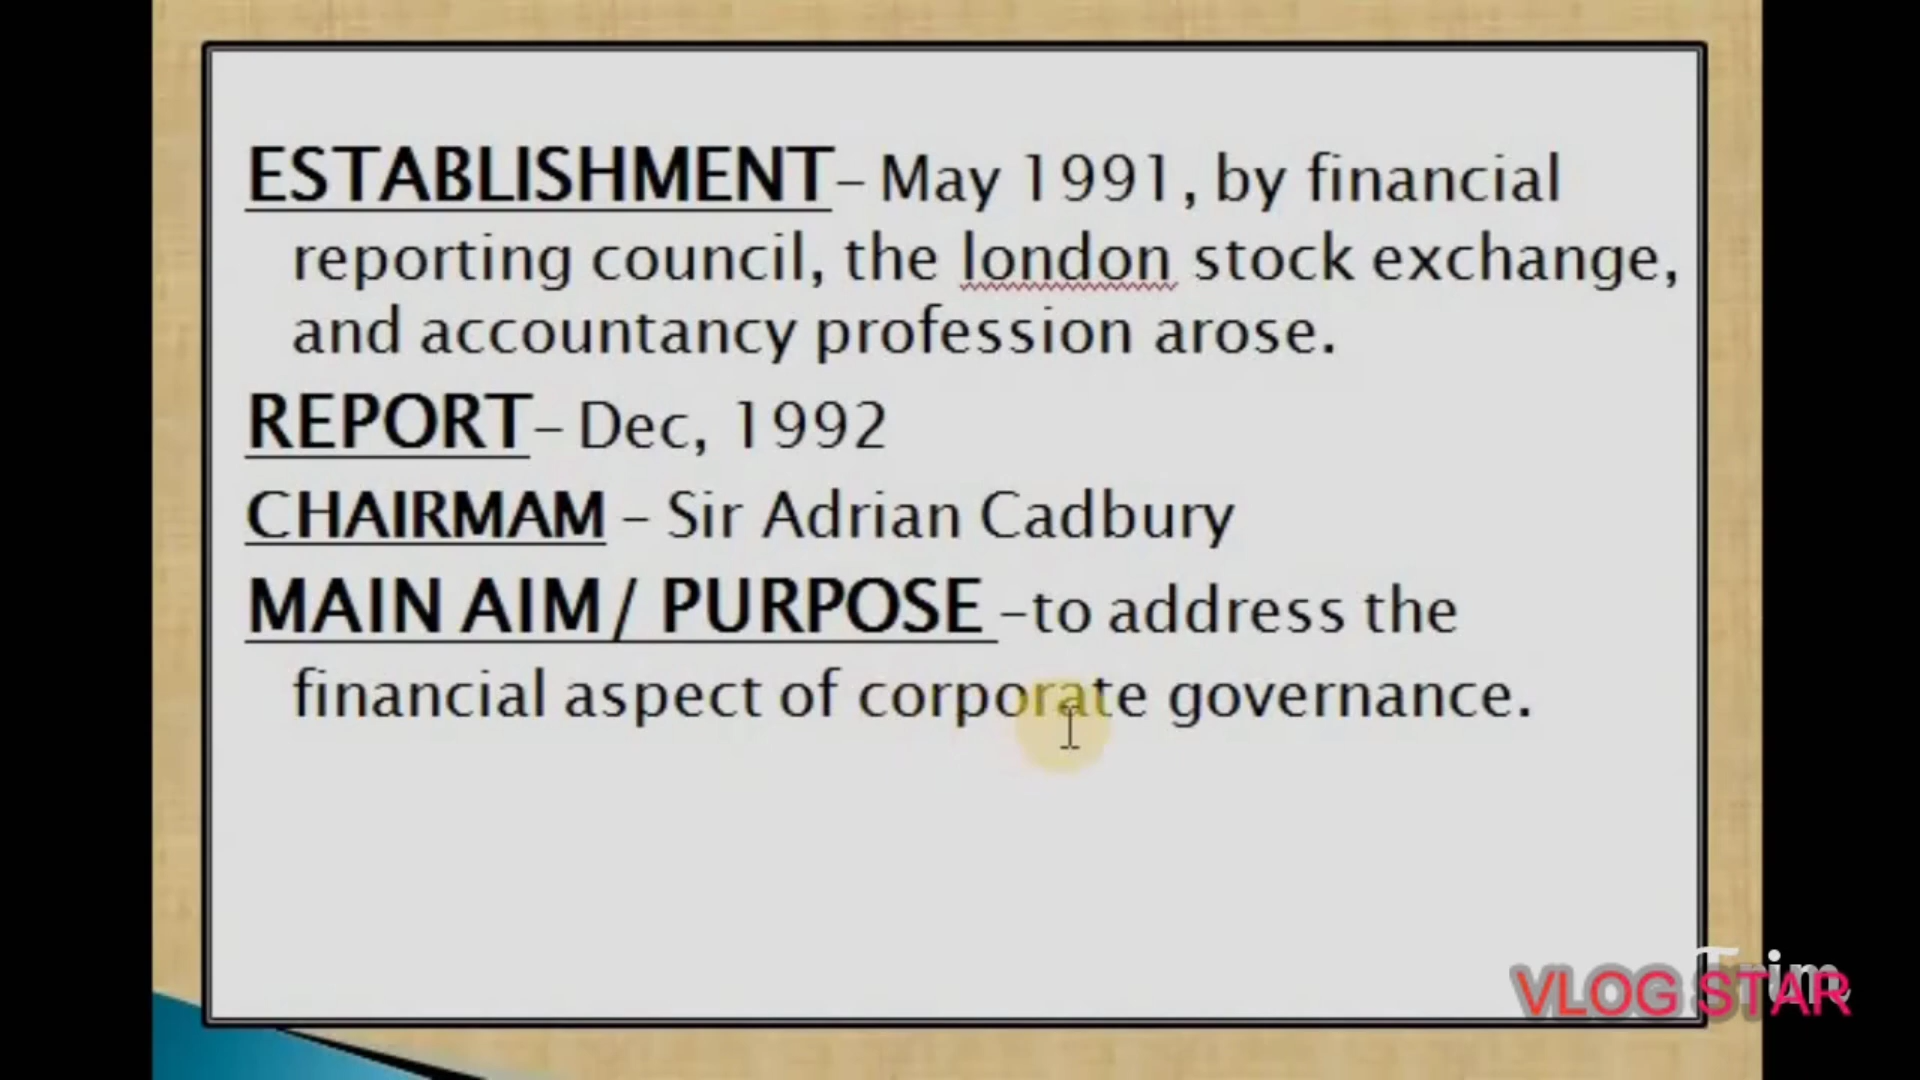 ESTABLISHMENT– May 1991, by financial
reporting council, the london stock exchange,
and accountancy profession arose.
REPORT– Dec, 1992
CHAIRMAM – Sir Adrian Cadbury
MAIN AIM/ PURPOSE –to address the
financial aspect of corporate governance.
VLOG STAR